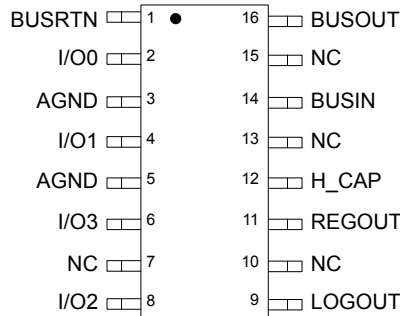 BUSRTN 1 16 BUSOUT
I/O0 2 15 NC
AGND 3 14 BUSIN
I/O1 4 13 NC
AGND 5 12 H_CAP
I/O3 6 11 REGOUT
NC 7 10 NC
I/O2 8 9 LOGOUT